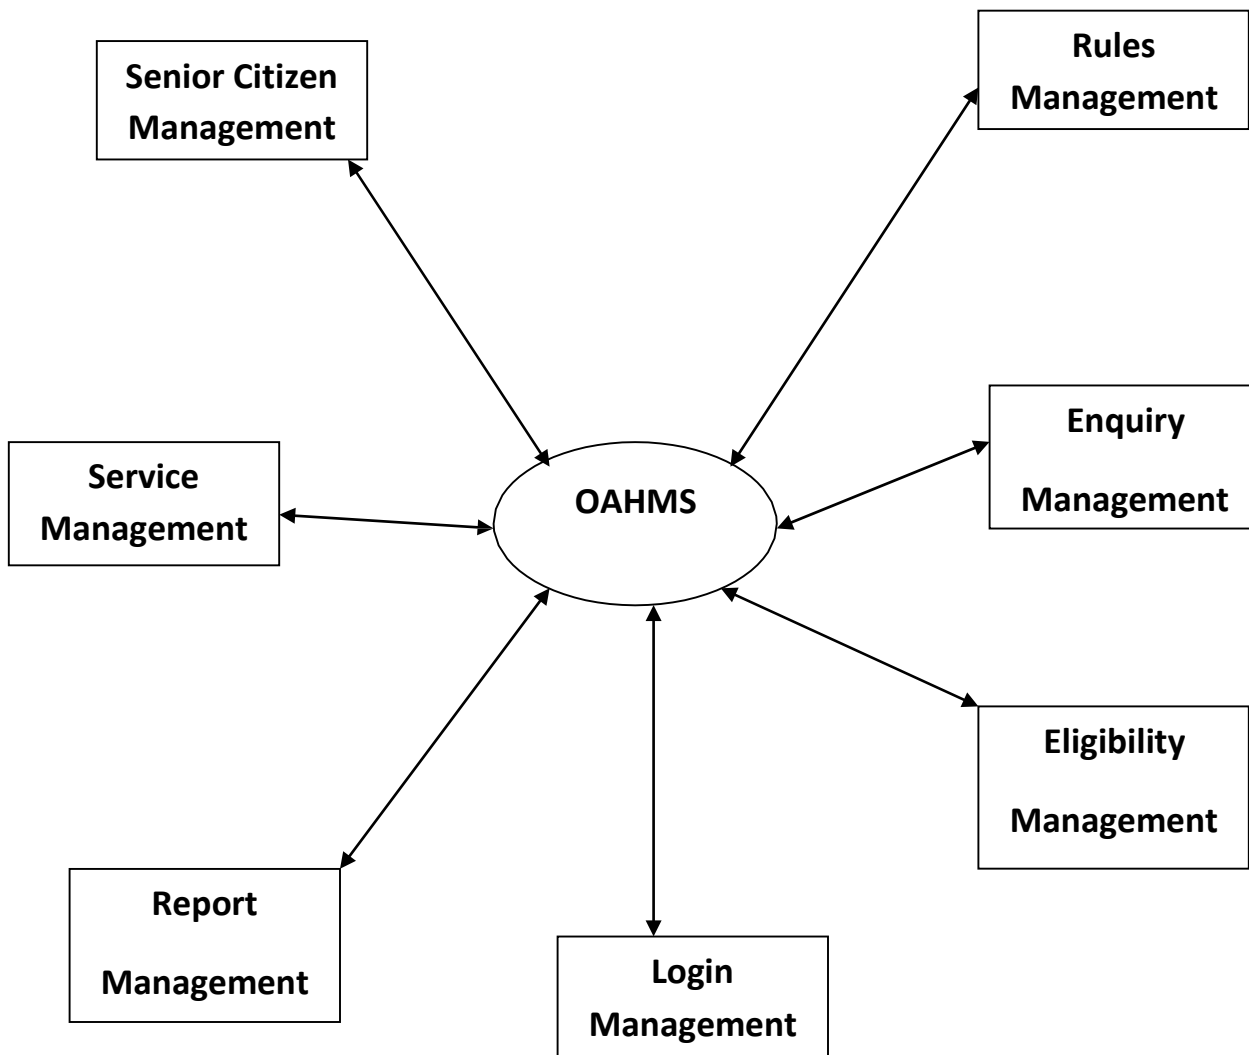 Senior Citizen
Management
Rules
Management
Enquiry
Management
Service
Management
OAHMS
Eligibility
Management
Report
Management
Login
Management